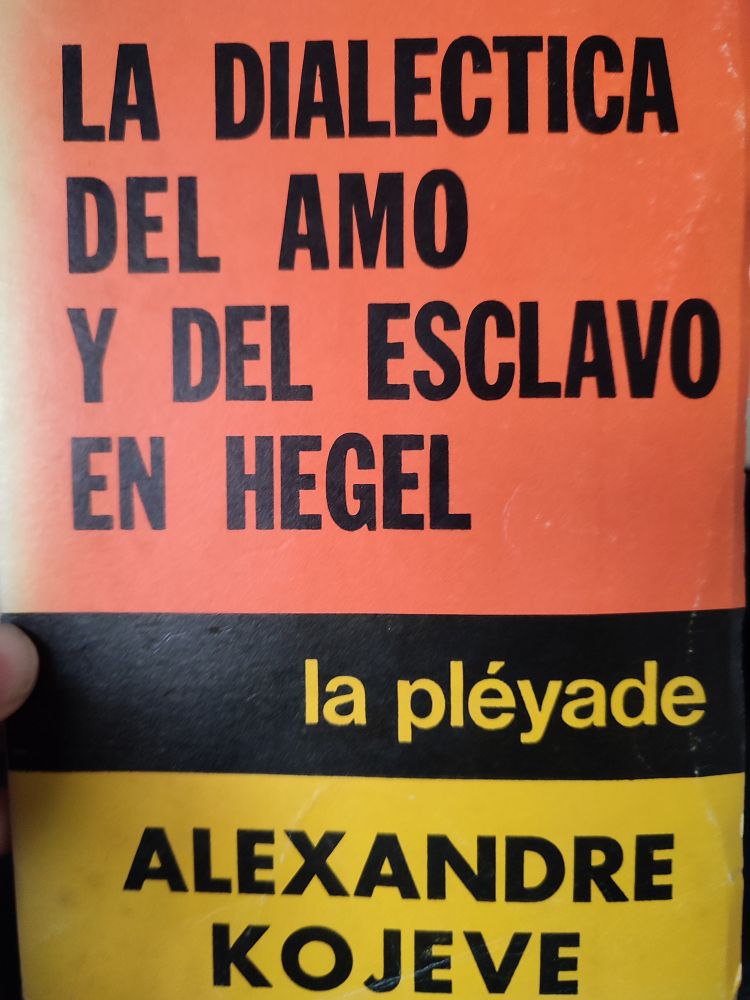 LA DIALECTICA
DEL AMO
Y DEL ESCLAVO
EN HEGEL
la pléyade
ALEXANDRE
KOJEVE